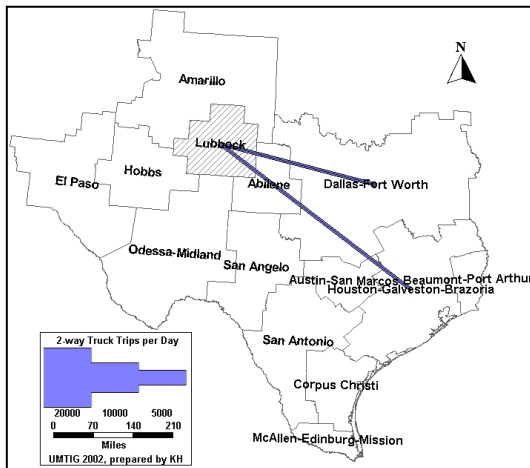 N
Amarillo
Lubbock
Hobbs
El Paso
Abilene
Dallas-Fort Worth
Odessa-Midland
San Angelo
Austin-San Marcos
Beaumont-Port Arthur
Houston-Galveston-Brazoria
San Antonio
Corpus Christi
McAllen-Edinburg-Mission
2-way Truck Trips per Day
20000 10000 5000
0 70 140 210
Miles
UMTIG 2002, prepared by KH